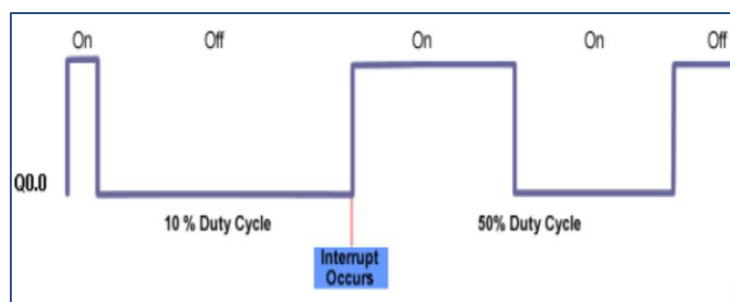 On Off On On Off
Q0.0
10 % Duty Cycle 50% Duty Cycle
Interrupt
Occurs